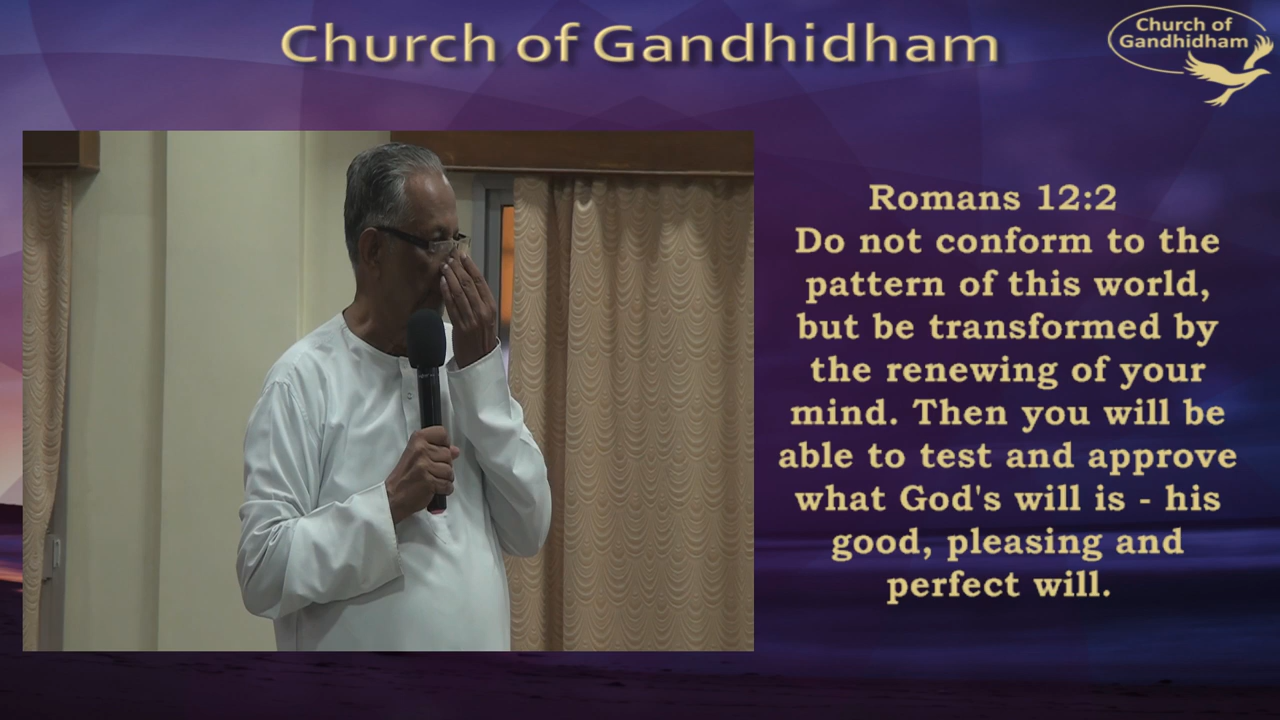 Church of Gandhidham
Church of
Gandhidham
Romans 12:2
Do not conform to the
pattern of this world,
but be transformed by
the renewing of your
mind. Then you will be
able to test and approve
what God's will is - his
good, pleasing and
perfect will.